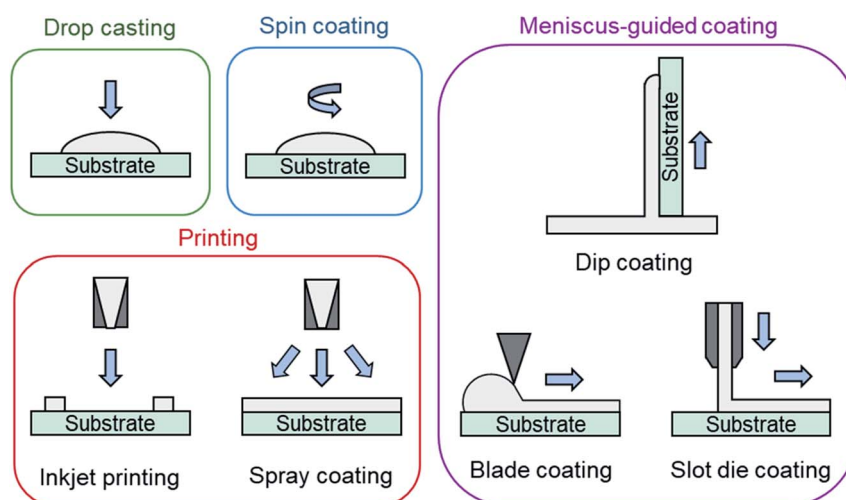 Drop casting
Substrate
Spin coating
Substrate
Printing
Substrate
Inkjet printing
Substrate
Spray coating
Meniscus-guided coating
Substrate
Dip coating
Substrate
Blade coating
Substrate
Slot die coating